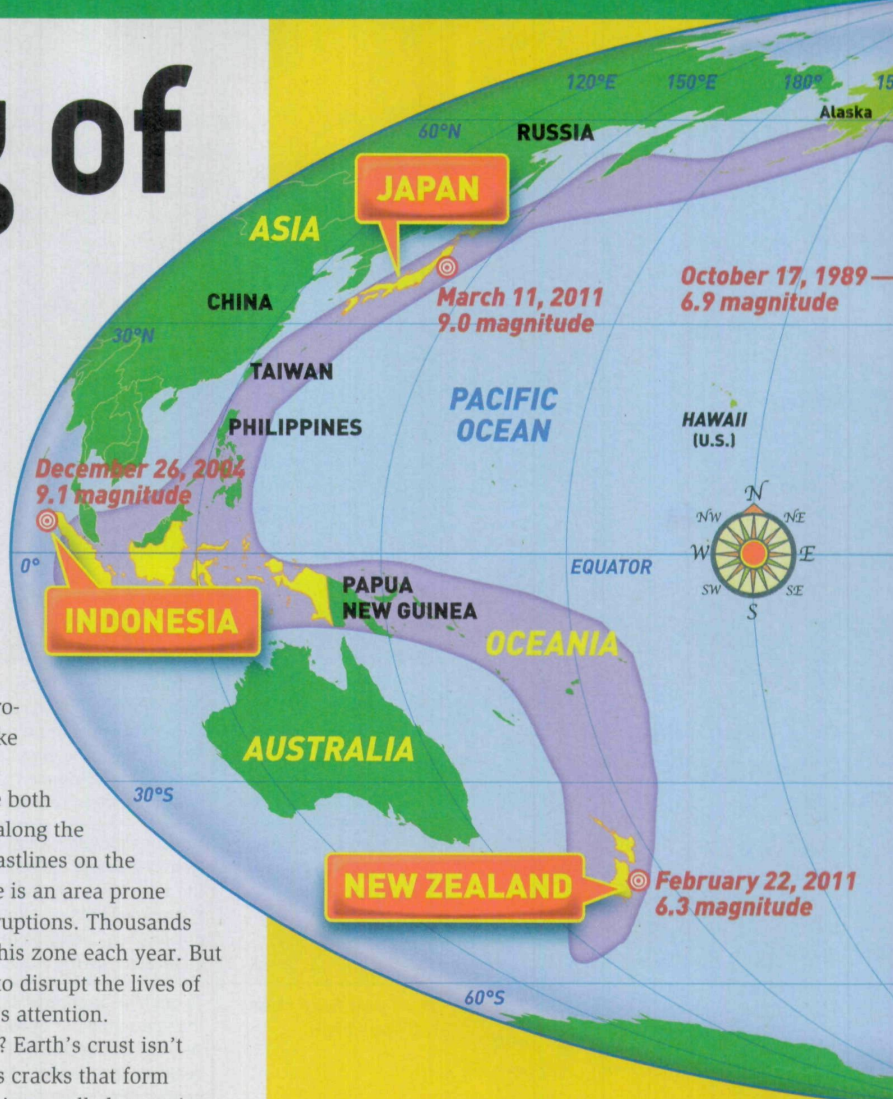 of
120°E
150°E
180°
15
Alaska
60°N
RUSSIA
JAPAN
ASIA
CHINA
March 11, 2011
9.0 magnitude
October 17, 1989
6.9 magnitude
30°N
TAIWAN
PACIFIC
OCEAN
HAWAII
(U.S.)
PHILIPPINES
December 26, 2004
9.1 magnitude
N
NW
NE
W
E
SW
SE
S
0°
EQUATOR
INDONESIA
PAPUA
NEW GUINEA
OCEANIA
AUSTRALIA
30°S
NEW ZEALAND
February 22, 2011
6.3 magnitude
60°S
ro-
ke
both
along the
astlines on the
e is an area prone
ruptions. Thousands
his zone each year. But
to disrupt the lives of
s attention.
? Earth's crust isn't
s cracks that form